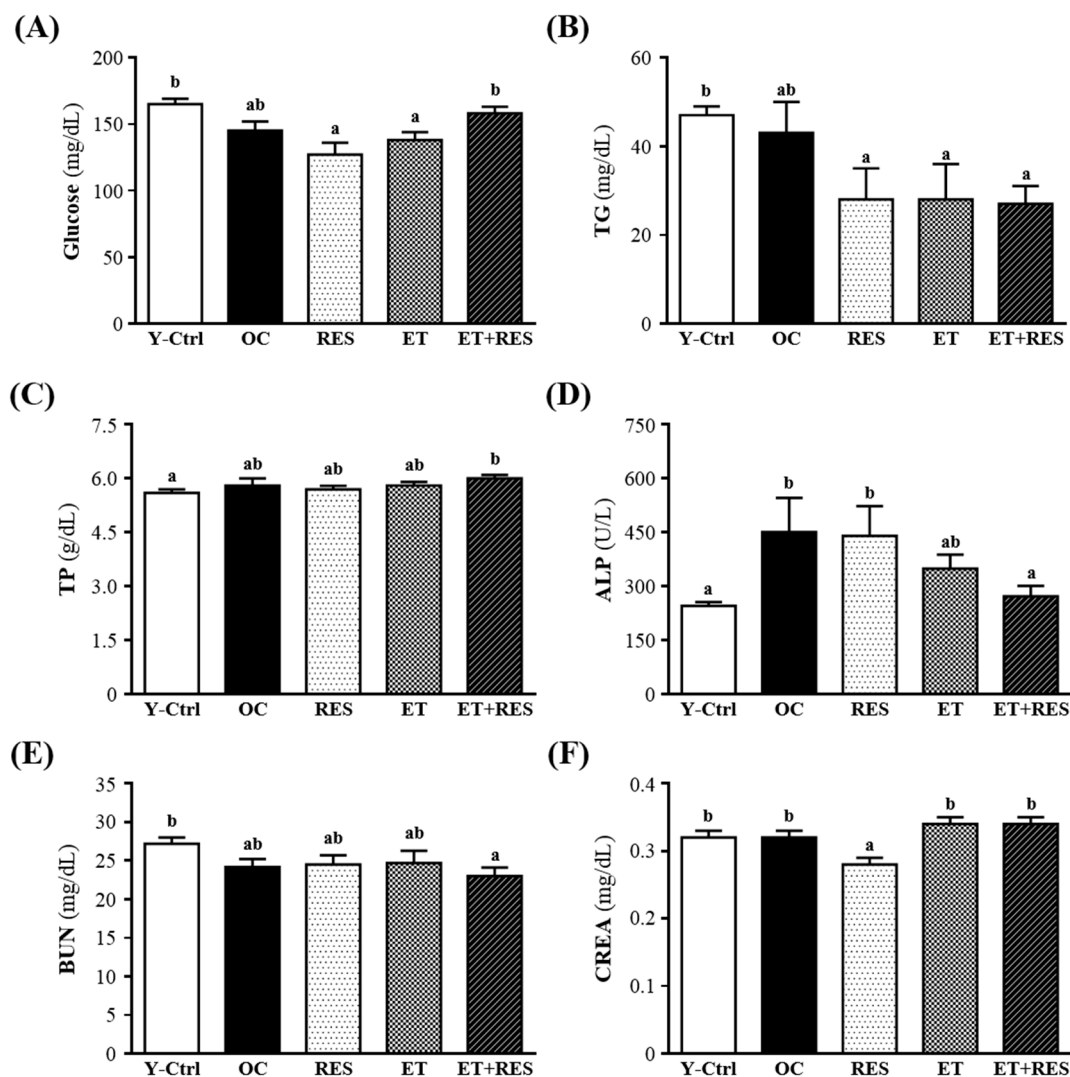 (A)
Glucose (mg/dL)
200
150
100
50
0
b
ab
a
a
b
Y-Ctrl OC RES ET ET+RES
(B)
TG (mg/dL)
60
40
20
0
b
ab
a
a
a
Y-Ctrl OC RES ET ET+RES
(C)
TP (g/dL)
7.5
6.0
4.5
3.0
1.5
0
a
ab
ab
ab
b
Y-Ctrl OC RES ET ET+RES
(D)
ALP (U/L)
750
600
450
300
150
0
a
b
b
ab
a
Y-Ctrl OC RES ET ET+RES
(E)
BUN (mg/dL)
35
30
25
20
15
10
5
0
b
ab
ab
ab
a
Y-Ctrl OC RES ET ET+RES
(F)
CREA (mg/dL)
0.4
0.3
0.2
0.1
0
b
b
a
b
b
Y-Ctrl OC RES ET ET+RES